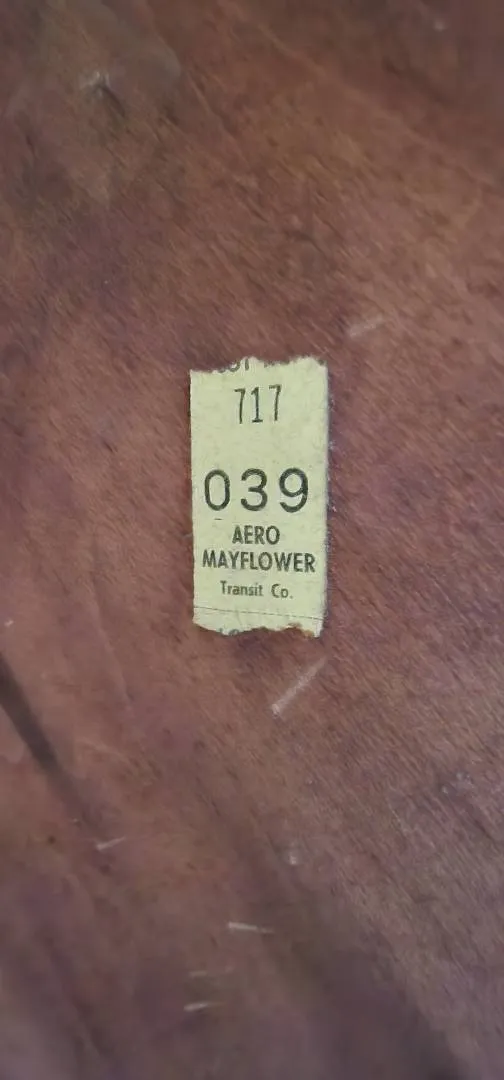 717
039
AERO
MAYFLOWER
Transit Co.